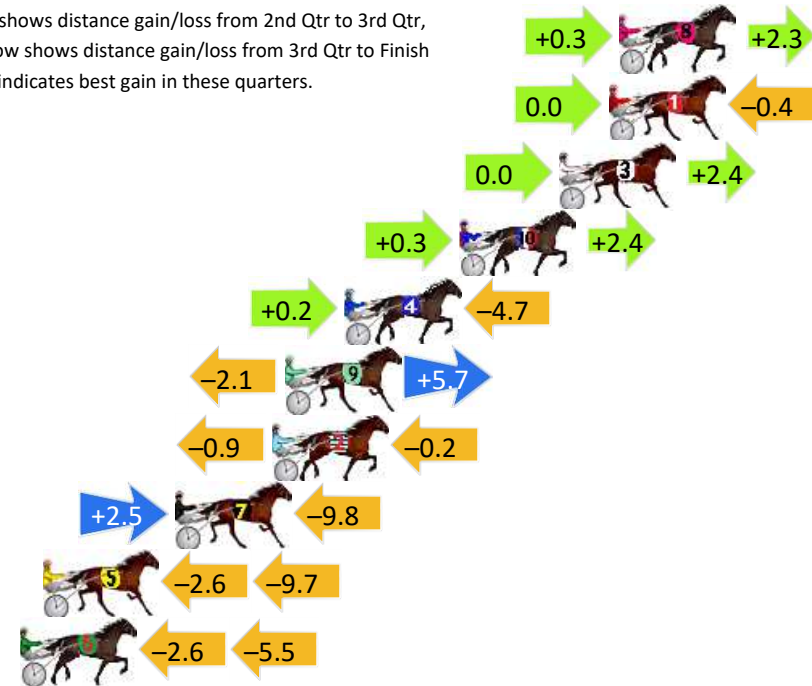 shows distance gain/loss from 2nd Qtr to 3rd Qtr,
ow shows distance gain/loss from 3rd Qtr to Finish
indicates best gain in these quarters.
+0.3 8 +2.3
0.0 1 –0.4
0.0 3 +2.4
+0.3 10 +2.4
+0.2 4 –4.7
–2.1 9 +5.7
–0.9 2 –0.2
+2.5 7 –9.8
5 –2.6 –9.7
6 –2.6 –5.5